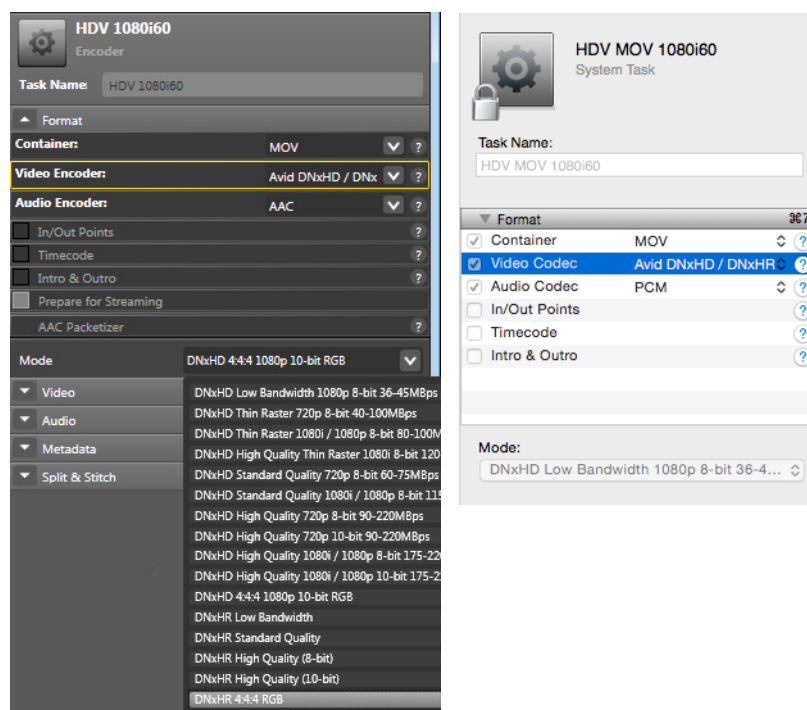 HDV 1080i60
Encoder
Task Name: HDV 1080i60
Format
Container: MOV ?
Video Encoder: Avid DNxHD / DNx ?
Audio Encoder: AAC ?
In/Out Points ?
Timecode ?
Intro & Outro ?
Prepare for Streaming
AAC Packetizer ?
Mode DNxHD 4:4:4 1080p 10-bit RGB
Video
Audio
Metadata
Split & Stitch
DNxHD Low Bandwidth 1080p 8-bit 36-45MBps
DNxHD Thin Raster 720p 8-bit 40-100MBps
DNxHD Thin Raster 1080i / 1080p 8-bit 80-100M
DNxHD High Quality Thin Raster 1080i 8-bit 120-
DNxHD Standard Quality 720p 8-bit 60-75MBps
DNxHD Standard Quality 1080i / 1080p 8-bit 115
DNxHD High Quality 720p 8-bit 90-220MBps
DNxHD High Quality 720p 10-bit 90-220MBps
DNxHD High Quality 1080i / 1080p 8-bit 175-22
DNxHD High Quality 1080i / 1080p 10-bit 175-2
DNxHD 4:4:4 1080p 10-bit RGB
DNxHR Low Bandwidth
DNxHR Standard Quality
DNxHR High Quality (8-bit)
DNxHR High Quality (10-bit)
DNxHR 4:4:4 RGB
HDV MOV 1080i60
System Task
Task Name:
HDV MOV 1080i60
Format ⌘7
Container MOV ?
Video Codec Avid DNxHD / DNxHR ?
Audio Codec PCM ?
In/Out Points ?
Timecode ?
Intro & Outro ?
Mode:
DNxHD Low Bandwidth 1080p 8-bit 36-4...